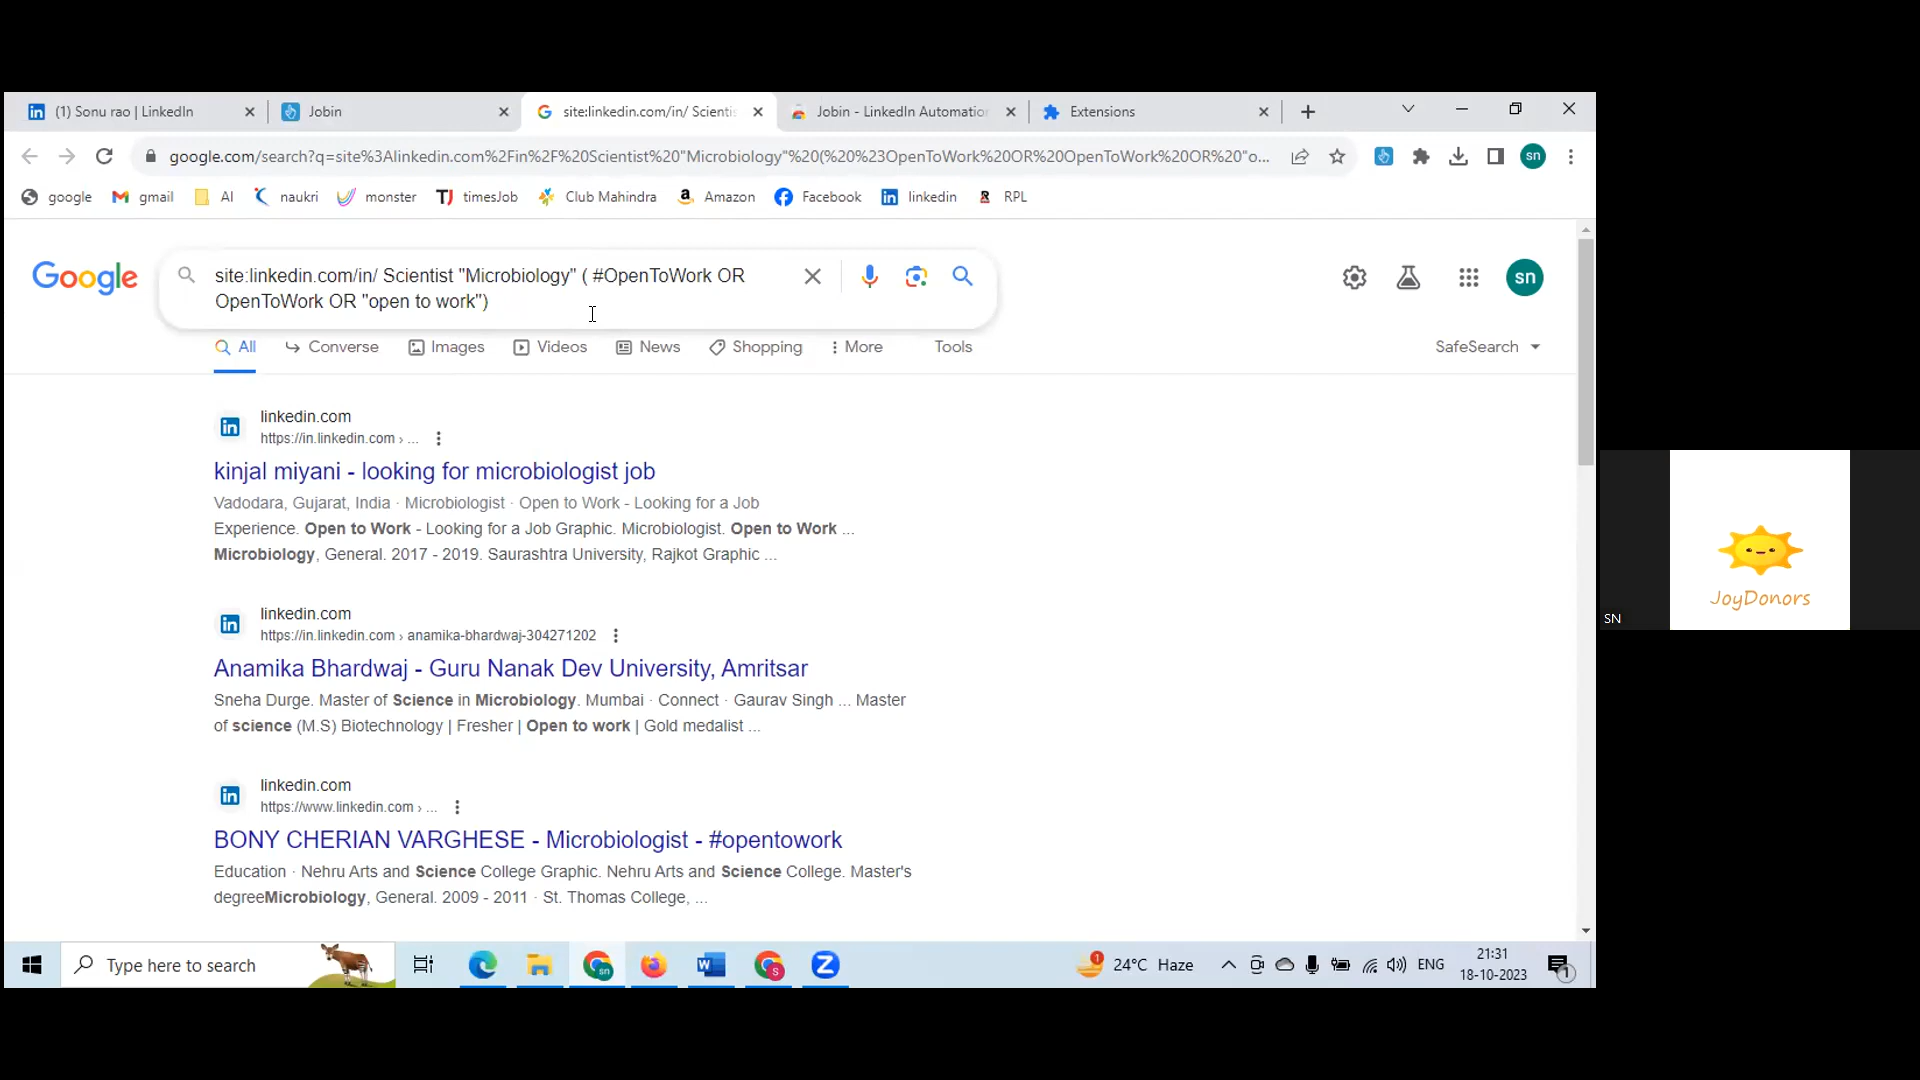 (1) Sonu rao | LinkedIn
Jobin
site:linkedin.com/in/ Scientis
Jobin - LinkedIn Automation
Extensions
google.com/search?q=site%3Alinkedin.com%2Fin%2F%20Scientist%20"Microbiology"%20(%20%23OpenToWork%20OR%20OpenToWork%20OR%20"o...
sn
google
gmail
AI
naukri
monster
TJ timesJob
Club Mahindra
Amazon
Facebook
linkedin
RPL
Google
site:linkedin.com/in/ Scientist "Microbiology" ( #OpenToWork OR
OpenToWork OR "open to work")
sn
All
Converse
Images
Videos
News
Shopping
More
Tools
SafeSearch
linkedin.com
https://in.linkedin.com › ...
kinjal miyani - looking for microbiologist job
Vadodara, Gujarat, India · Microbiologist · Open to Work - Looking for a Job
Experience. Open to Work - Looking for a Job Graphic. Microbiologist. Open to Work ...
Microbiology, General. 2017 - 2019. Saurashtra University, Rajkot Graphic ...
linkedin.com
https://in.linkedin.com › anamika-bhardwaj-304271202
Anamika Bhardwaj - Guru Nanak Dev University, Amritsar
Sneha Durge. Master of Science in Microbiology. Mumbai · Connect · Gaurav Singh ... Master
of science (M.S) Biotechnology | Fresher | Open to work | Gold medalist ...
linkedin.com
https://www.linkedin.com › ...
BONY CHERIAN VARGHESE - Microbiologist - #opentowork
Education · Nehru Arts and Science College Graphic. Nehru Arts and Science College. Master's
degreeMicrobiology, General. 2009 - 2011 · St. Thomas College, ...
JoyDonors
SN
Type here to search
24°C Haze
ENG
21:31
18-10-2023
1